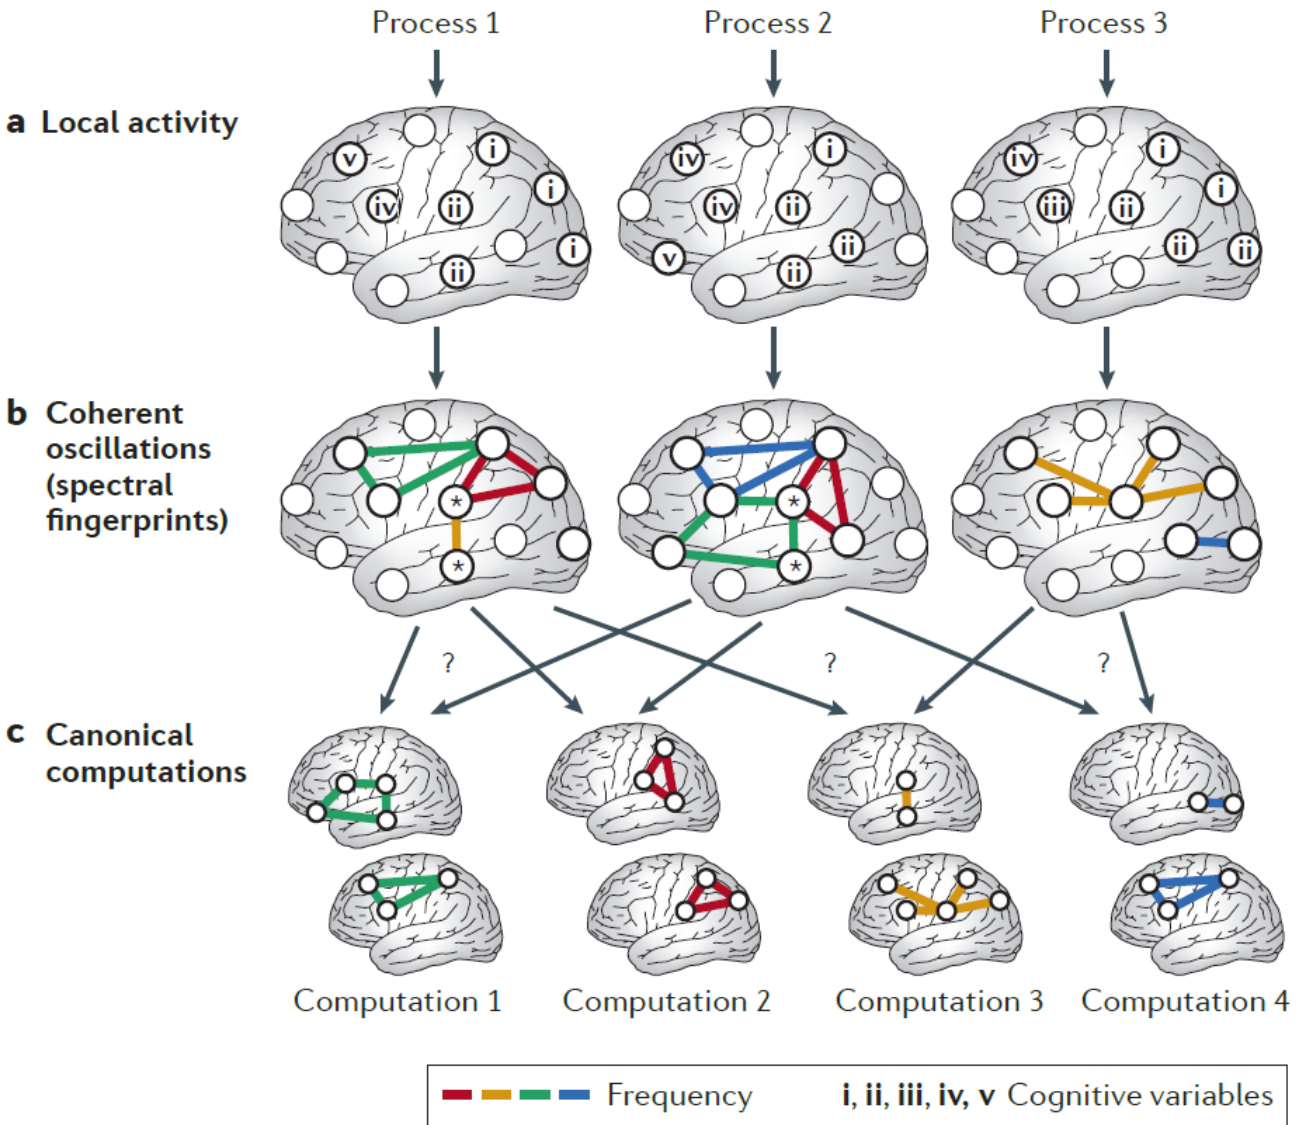 Process 1
Process 2
Process 3
a Local activity
v
i
i
iv
ii
i
ii
iv
i
iv
ii
ii
v
ii
iv
i
i
iii
ii
ii
ii
b Coherent
oscillations
(spectral
fingerprints)
*
*
*
*
?
?
?
c Canonical
computations
Computation 1
Computation 2
Computation 3
Computation 4
Frequency
i, ii, iii, iv, v Cognitive variables